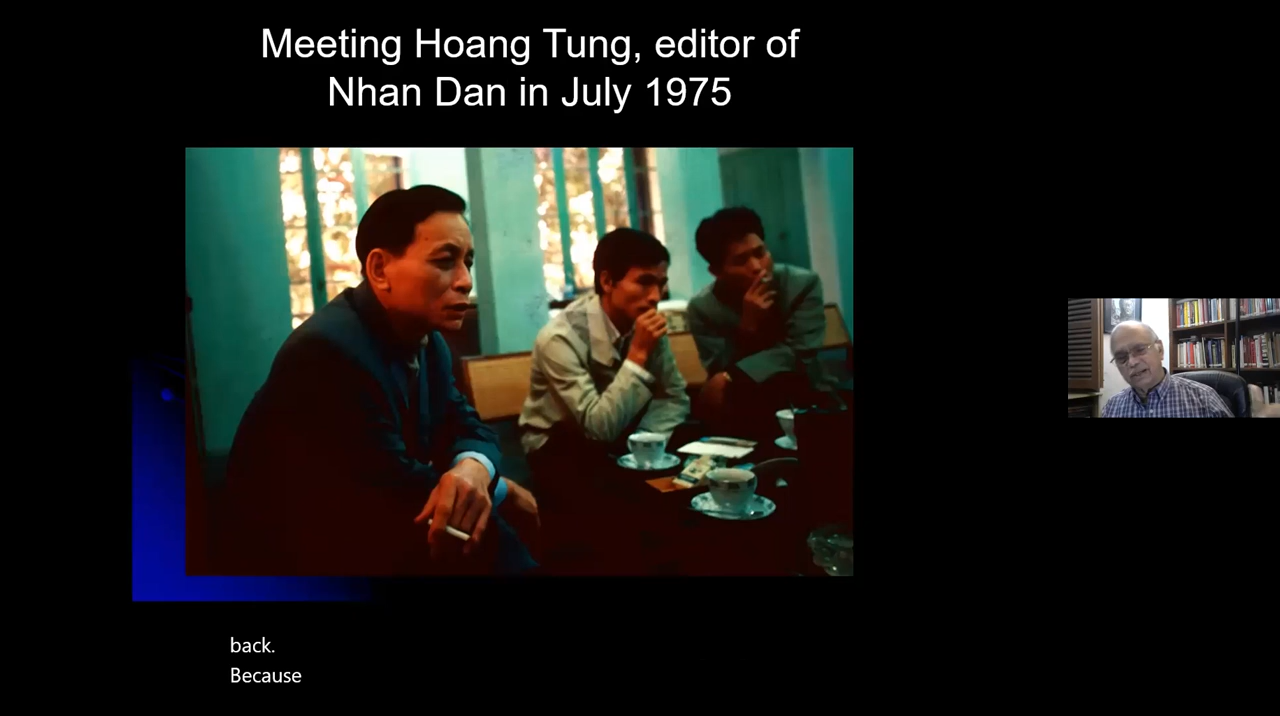 Meeting Hoang Tung, editor of
Nhan Dan in July 1975
back.
Because